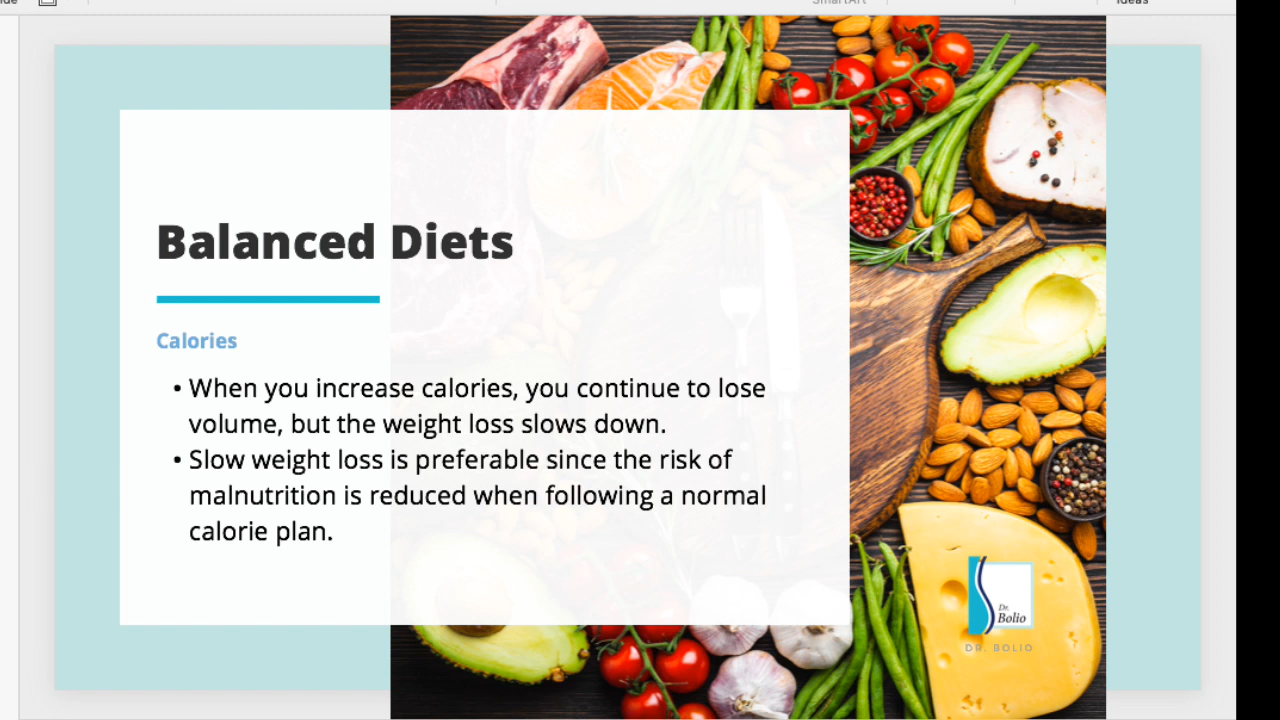 SmartArt
Ideas
Balanced Diets
Calories
• When you increase calories, you continue to lose
volume, but the weight loss slows down.
• Slow weight loss is preferable since the risk of
malnutrition is reduced when following a normal
calorie plan.
Dr.
Bolio
DR. BOLIO